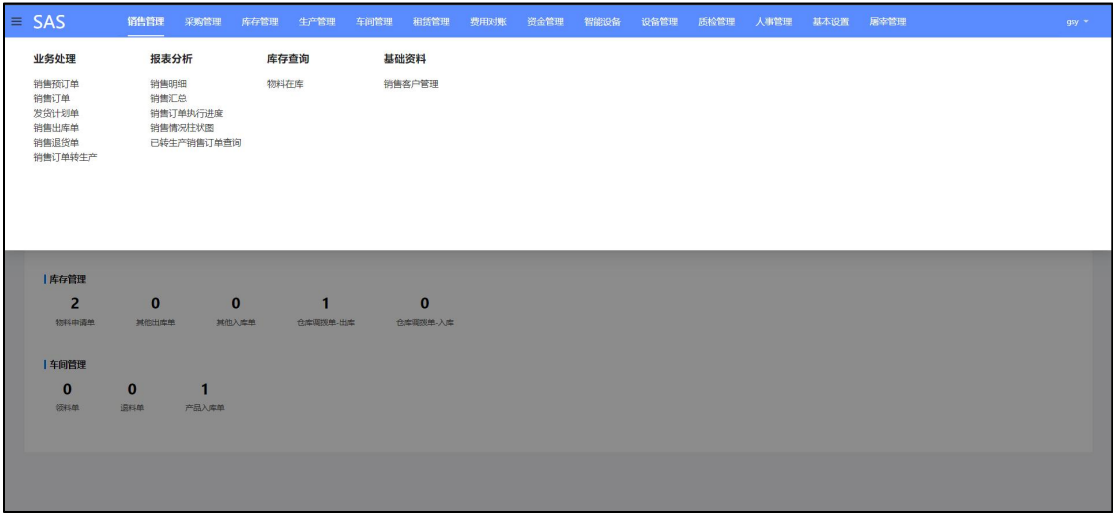 SAS 销售管理 采购管理 库存管理 生产管理 车间管理 租赁管理 费用对账 资金管理 智能设备 设备管理 质检管理 人事管理 基本设置 屠宰管理 gsy
业务处理 报表分析 库存查询 基础资料
销售预订单 销售明细 物料在库 销售客户管理
销售订单 销售汇总
发货计划单 销售订单执行进度
销售出库单 销售情况柱状图
销售退货单 已转生产销售订单查询
销售订单转生产
库存管理
2 0 0 1 0
物料申请单 其他出库单 其他入库单 仓库调拨单-出库 仓库调拨单-入库
车间管理
0 0 1
领料单 退料单 产品入库单